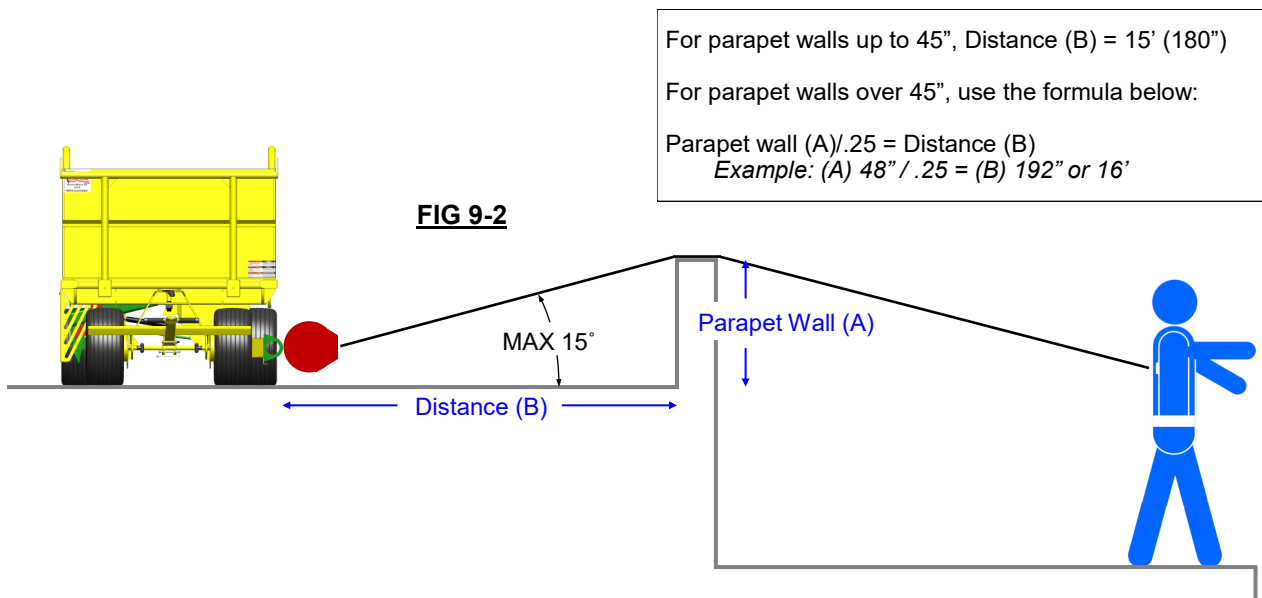 For parapet walls up to 45”, Distance (B) = 15’ (180”)
For parapet walls over 45”, use the formula below:
Parapet wall (A)/.25 = Distance (B)
Example: (A) 48” / .25 = (B) 192” or 16’
FIG 9-2
Parapet Wall (A)
MAX 15˚
Distance (B)